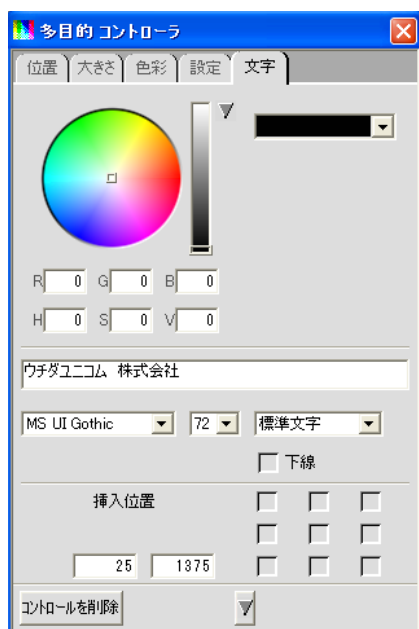 多目的 コントローラ
位置 大きさ 色彩 設定 文字
R 0 G 0 B 0
H 0 S 0 V 0
ウチダユニコム 株式会社
MS UI Gothic 72 標準文字
下線
挿入位置
25 1375
コントロールを削除